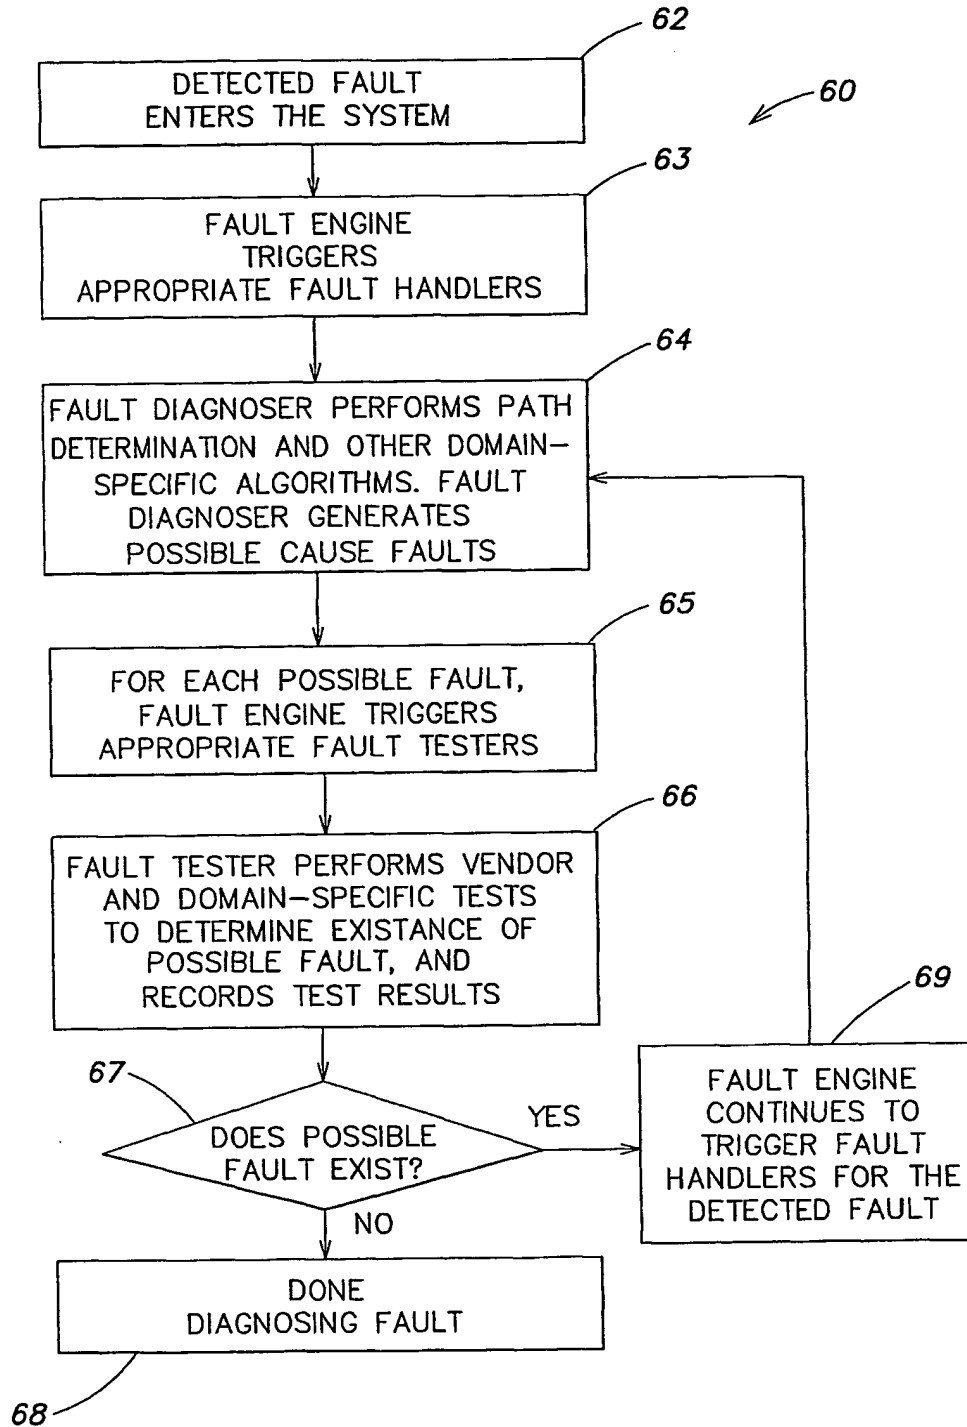 62
DETECTED FAULT
ENTERS THE SYSTEM
60
63
FAULT ENGINE
TRIGGERS
APPROPRIATE FAULT HANDLERS
64
FAULT DIAGNOSER PERFORMS PATH
DETERMINATION AND OTHER DOMAIN–
SPECIFIC ALGORITHMS. FAULT
DIAGNOSER GENERATES
POSSIBLE CAUSE FAULTS
65
FOR EACH POSSIBLE FAULT,
FAULT ENGINE TRIGGERS
APPROPRIATE FAULT TESTERS
66
FAULT TESTER PERFORMS VENDOR
AND DOMAIN–SPECIFIC TESTS
TO DETERMINE EXISTANCE OF
POSSIBLE FAULT, AND
RECORDS TEST RESULTS
67
DOES POSSIBLE
FAULT EXIST?
YES
69
FAULT ENGINE
CONTINUES TO
TRIGGER FAULT
HANDLERS FOR THE
DETECTED FAULT
NO
DONE
DIAGNOSING FAULT
68